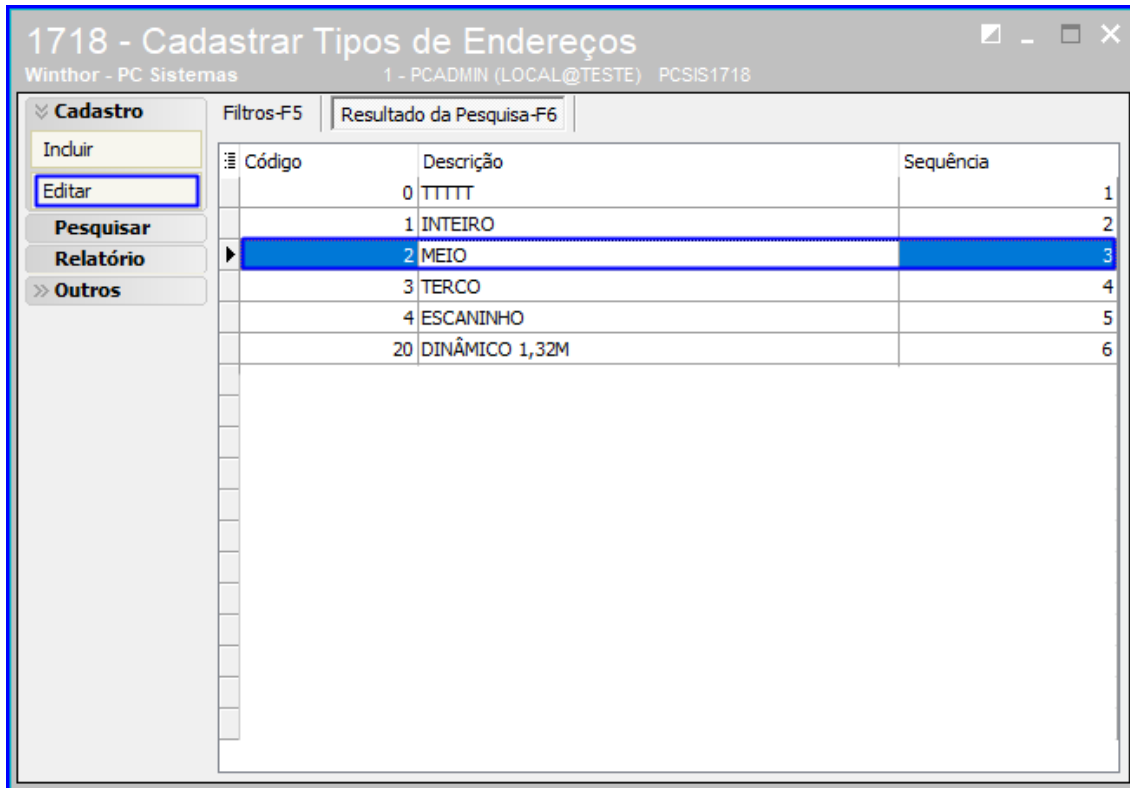 1718 - Cadastrar Tipos de Endereços
Winthor - PC Sistemas 1 - PCADMIN (LOCAL@TESTE) PCSIS1718
Cadastro
Incluir
Editar
Pesquisar
Relatório
Outros
Filtros-F5 Resultado da Pesquisa-F6
Código Descrição Sequência
0 TTTTT 1
1 INTEIRO 2
2 MEIO 3
3 TERCO 4
4 ESCANINHO 5
20 DINÂMICO 1,32M 6